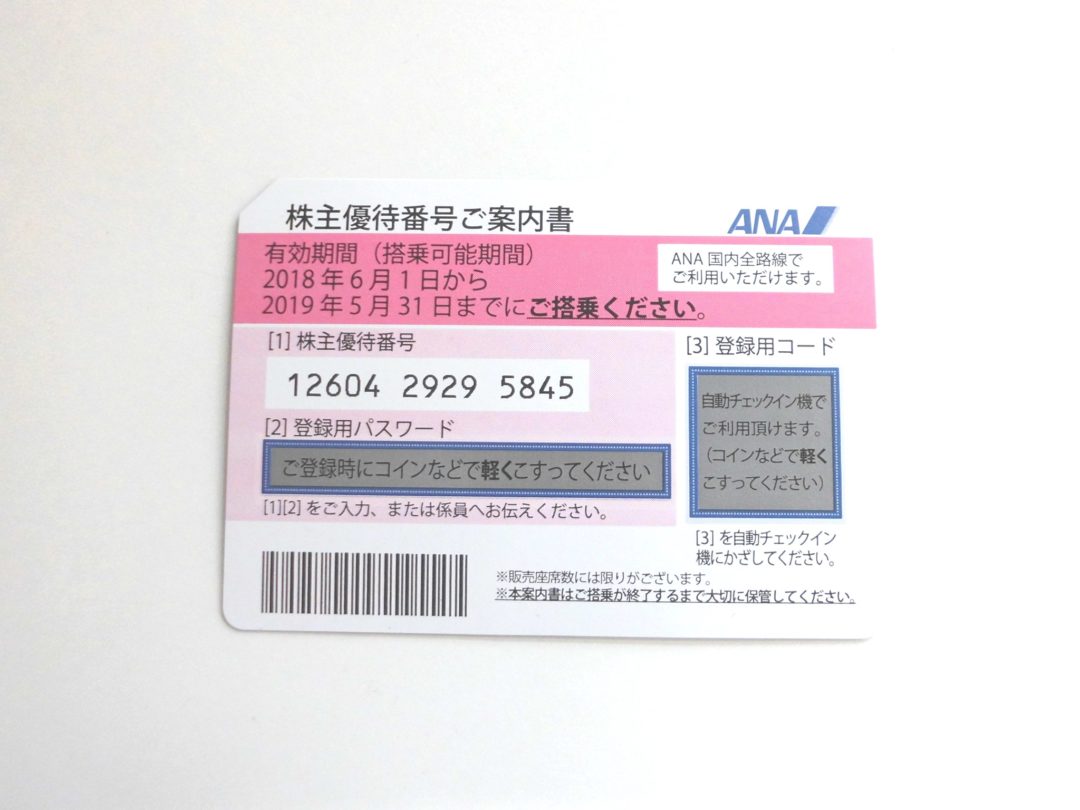 株主優待番号ご案内書
ANA
有効期間（搭乗可能期間）
2018年6月1日から
2019年5月31日までにご搭乗ください。
ANA国内全路線で
ご利用いただけます。
[1] 株主優待番号
12604 2929 5845
[2] 登録用パスワード
ご登録時にコインなどで軽くこすってください
[1][2] をご入力、または係員へお伝えください。
[3] 登録用コード
自動チェックイン機で
ご利用頂けます。
（コインなどで軽く
こすってください）
[3] を自動チェックイン
機にかざしてください。
※販売座席数には限りがございます。
※本案内書はご搭乗が終了するまで大切に保管してください。